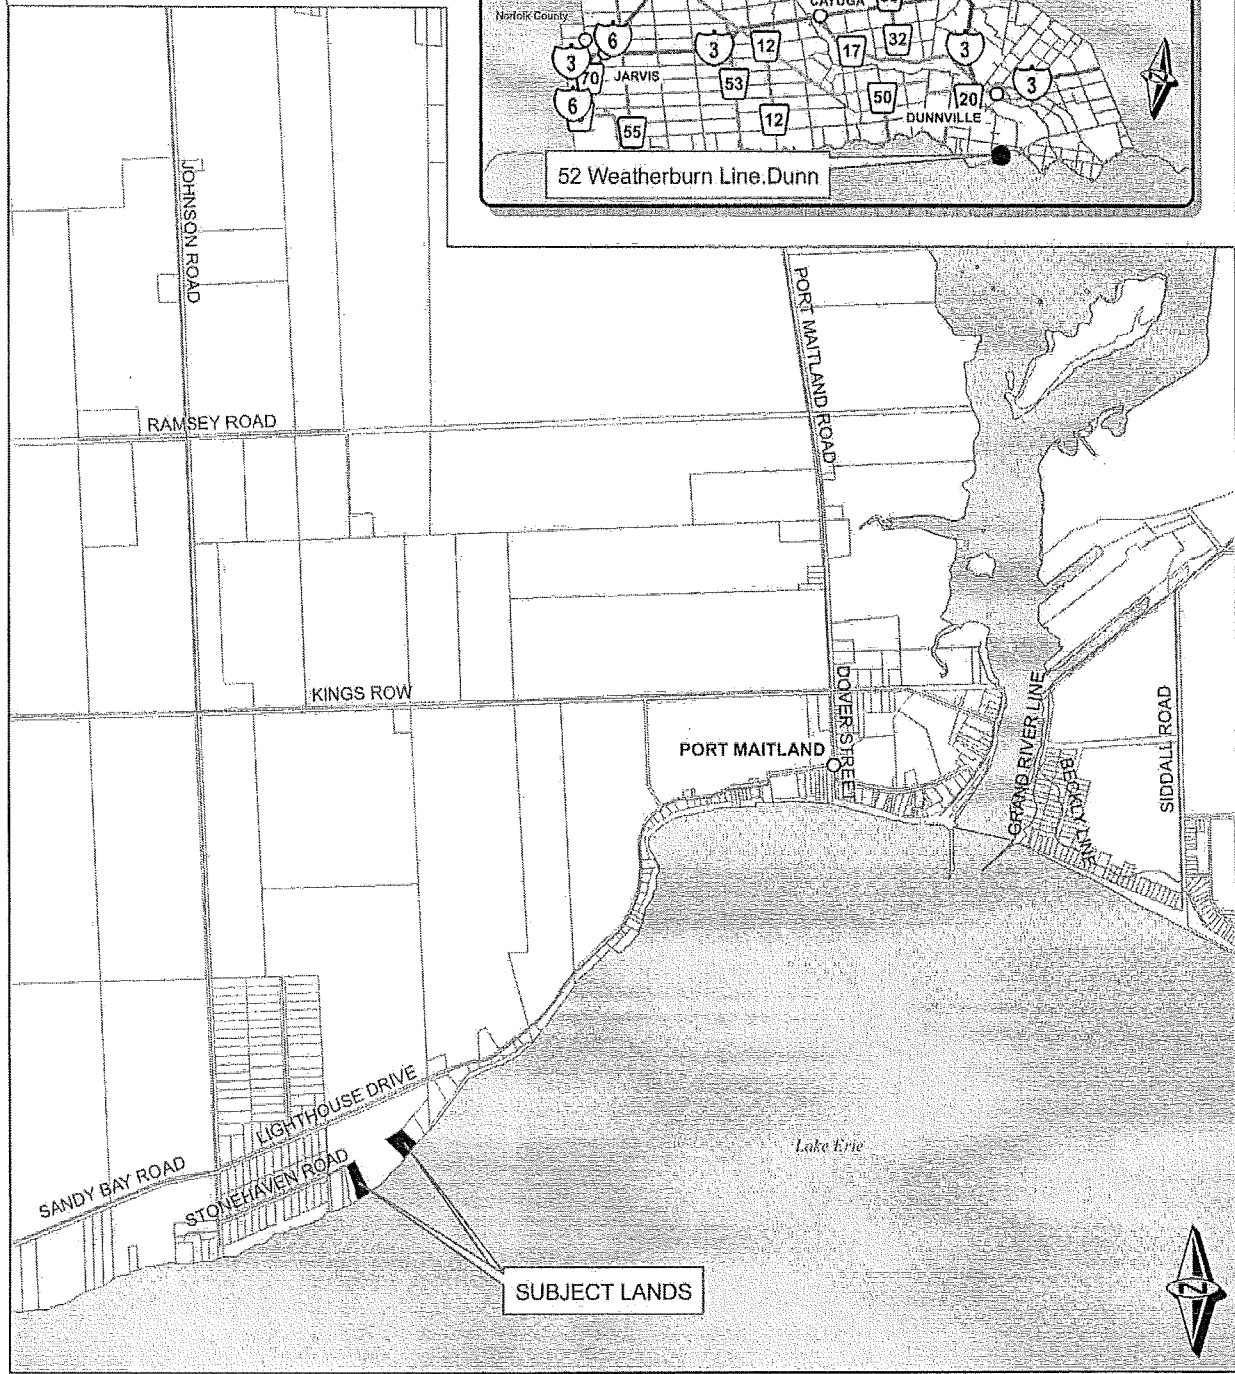 Norfolk County
CAYUGA
6
3
12
17
32
3
3
70
JARVIS
53
50
20
3
6
DUNNVILLE
55
12
52 Weatherburn Line.Dunn
JOHNSON ROAD
PORT MAITLAND ROAD
RAMSEY ROAD
KINGS ROW
DOVER STREET
PORT MAITLAND
GRAND RIVER LINE
BECKLY LINE
SIDDALL ROAD
LIGHTHOUSE DRIVE
Lake Erie
SANDY BAY ROAD
STONEHAVEN ROAD
SUBJECT LANDS
N